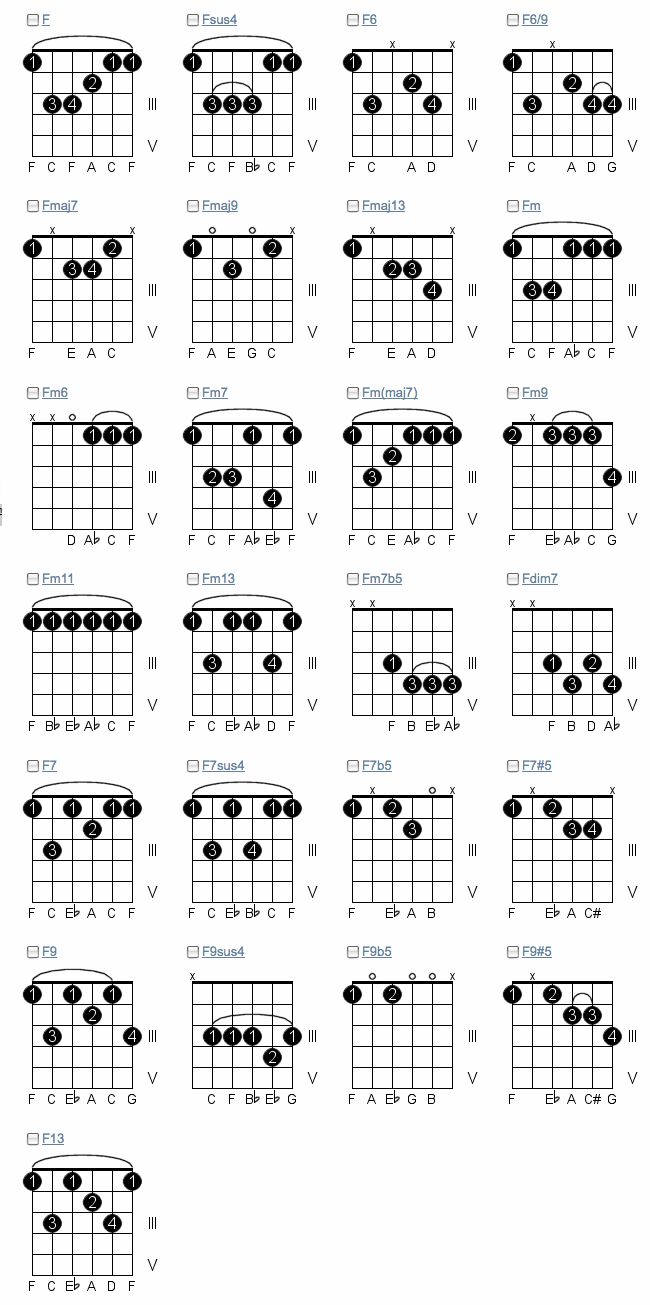 F Fsus4 F6 F6/9
x x x
1 1 1 1 1 1 1 1
2 2 2
3 4 III 3 3 3 III 3 4 III 3 4 4 III
V V V V
F C F A C F F C F B♭ C F F C A D F C A D G
Fmaj7 Fmaj9 Fmaj13 Fm
x x o o x x x
1 2 1 2 1 1 1 1 1
3 4 3 2 3
III III 4 III 3 4 III
V V V V
F E A C F A E G C F E A D F C F A♭ C F
Fm6 Fm7 Fm(maj7) Fm9
x x o x
1 1 1 1 1 1 1 1 1 1 2 3 3 3
2
III 2 3 III 3 III 4 III
4
V V V V
D A♭ C F F C F A♭ E♭ F F C E A♭ C F F E♭ A♭ C G
Fm11 Fm13 Fm7b5 Fdim7
x x x x
1 1 1 1 1 1 1 1 1 1
III 3 4 III 1 III 1 2 III
3 3 3 3 4
V V V V
F B♭ E♭ A♭ C F F C E♭ A♭ D F F B E♭ A♭ F B D A♭
F7 F7sus4 F7b5 F7#5
x o x x x
1 1 1 1 1 1 1 1 1 2 1 2
2 3 3 4
3 III 3 4 III III III
V V V V
F C E♭ A C F F C E♭ B♭ C F F E♭ A B F E♭ A C#
F9 F9sus4 F9b5 F9#5
x o o o x x
1 1 1 1 2 1 2
2 3 3
3 4 III 1 1 1 1 III III 4 III
2
V V V V
F C E♭ A C G C F B♭ E♭ G F A E♭ G B F E♭ A C# G
F13
1 1 1
2
3 4 III
V
F C E♭ A D F